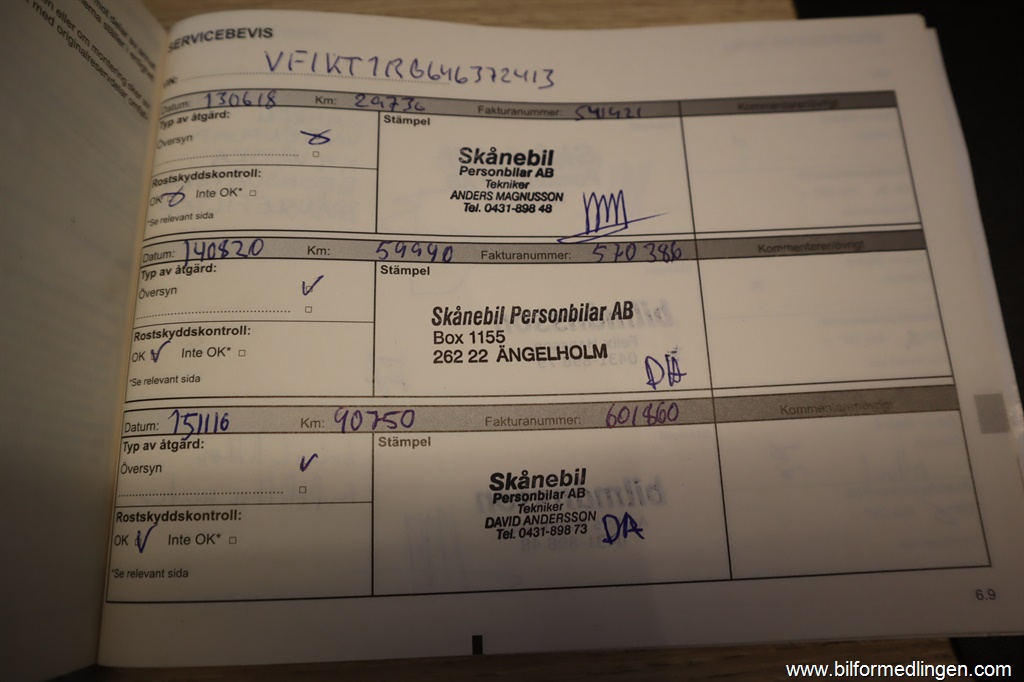 SERVICEBEVIS
VF1KT1RG646372413
Datum: 130618 Km: 29736 Fakturanummer: 541421 Kommentarer/övrigt
Typ av åtgärd: Stämpel
Översyn
Skånebil
Personbilar AB
Tekniker
ANDERS MAGNUSSON
Tel. 0431-898 48
Rostskyddskontroll:
OK Inte OK*
*Se relevant sida
Datum: 140820 Km: 59990 Fakturanummer: 570386 Kommentarer/övrigt
Typ av åtgärd: Stämpel
Översyn
Skånebil Personbilar AB
Box 1155
262 22 ÄNGELHOLM
DA
Rostskyddskontroll:
OK Inte OK*
*Se relevant sida
Datum: 151116 Km: 90750 Fakturanummer: 601860 Kommentarer/övrigt
Typ av åtgärd: Stämpel
Översyn
Skånebil
Personbilar AB
Tekniker
DAVID ANDERSSON
Tel. 0431-898 73
DA
Rostskyddskontroll:
OK Inte OK*
*Se relevant sida
6.9
www.bilformedlingen.com